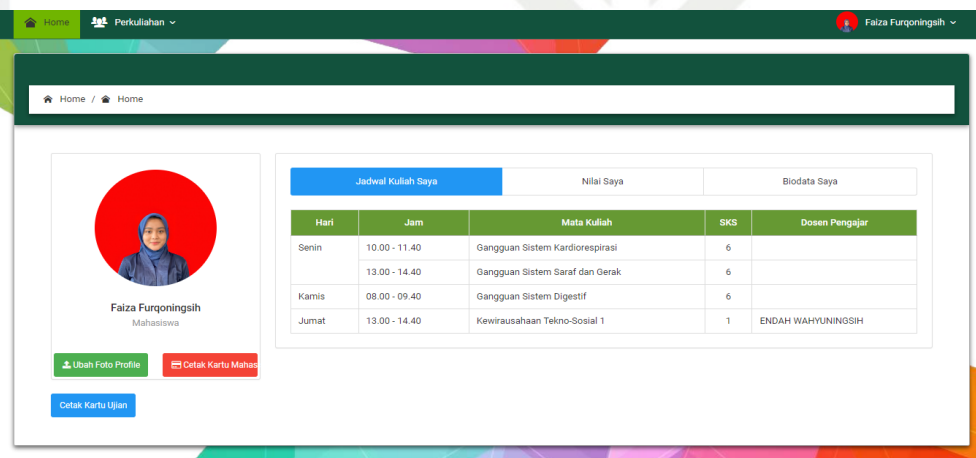 Home Perkuliahan Faiza Furqoningsih
Home / Home
Jadwal Kuliah Saya Nilai Saya Biodata Saya
Hari Jam Mata Kuliah SKS Dosen Pengajar
Senin 10.00 - 11.40 Gangguan Sistem Kardiorespirasi 6
13.00 - 14.40 Gangguan Sistem Saraf dan Gerak 6
Kamis 08.00 - 09.40 Gangguan Sistem Digestif 6
Jumat 13.00 - 14.40 Kewirausahaan Tekno-Sosial 1 1 ENDAH WAHYUNINGSIH
Faiza Furqoningsih
Mahasiswa
Ubah Foto Profile Cetak Kartu Mahas
Cetak Kartu Ujian